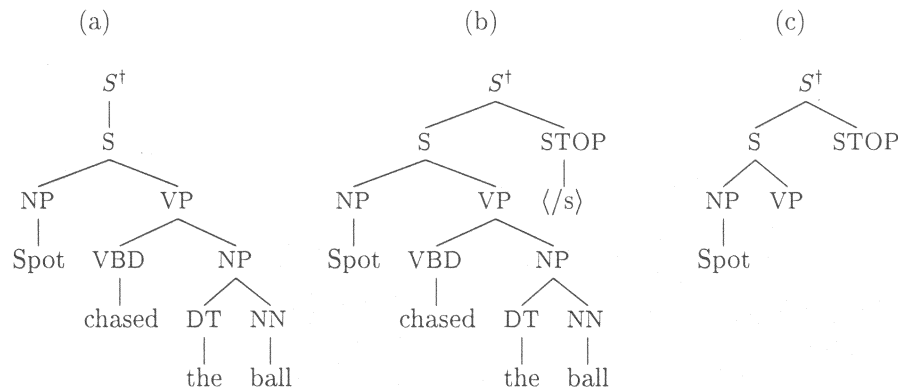 (a) (b) (c)
S† S† S†
S S STOP S STOP
NP VP NP VP ⟨/s⟩ NP VP
Spot VBD NP Spot VBD NP Spot
chased DT NN chased DT NN
the ball the ball